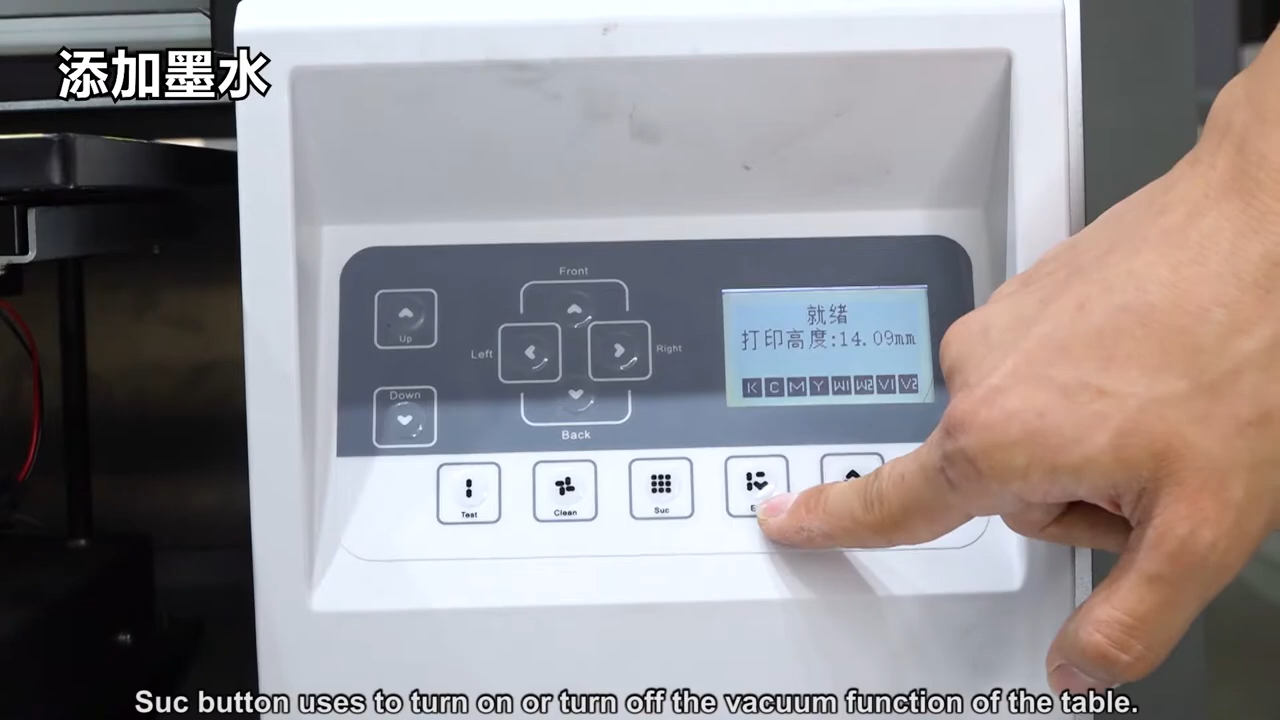 添加墨水
Front
Up
Left
Right
Down
Back
就绪
打印高度:14.09mm
K C M Y W1 W2 V1 V2
Test
Clean
Suc
Suc button uses to turn on or turn off the vacuum function of the table.